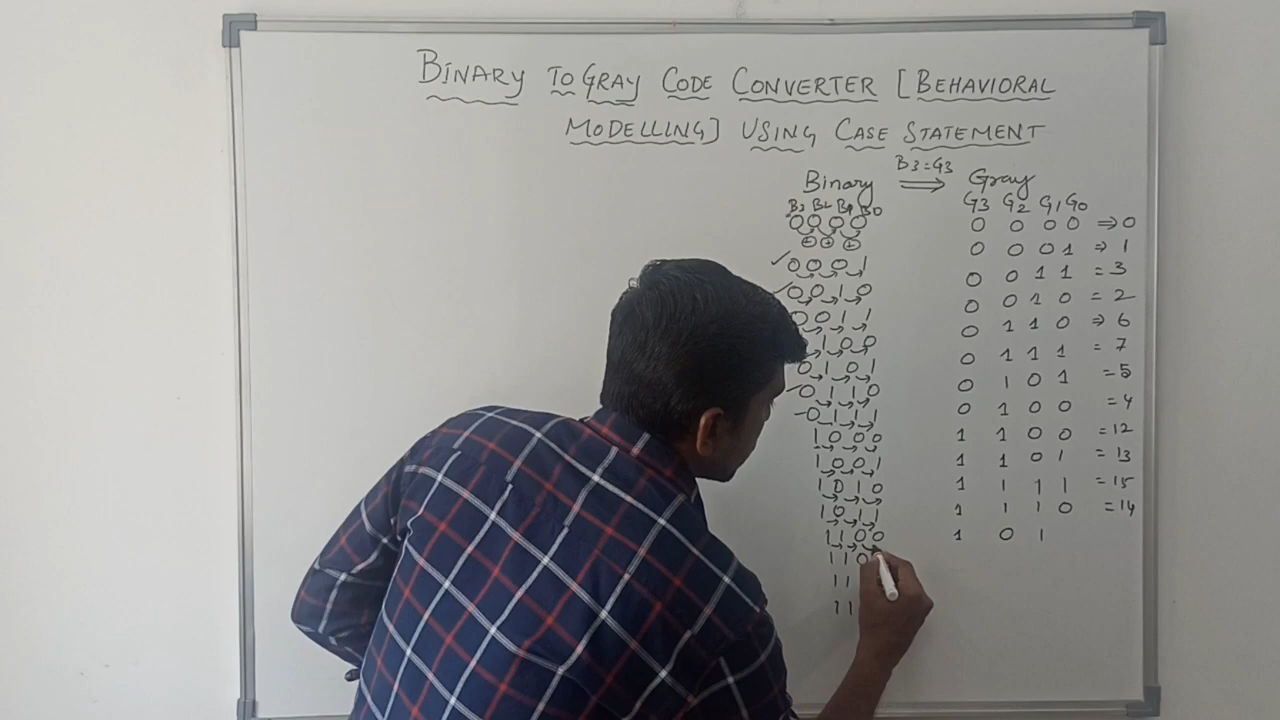 BINARY TO GRAY CODE CONVERTER [BEHAVIORAL
MODELLING] USING CASE STATEMENT
Binary B3=G3 ⇒ Gray
B3 B2 B1 B0 G3 G2 G1 G0
0 0 0 0 0 0 0 0 ⇒ 0
+ + +
✓ 0 0 0 1 0 0 0 1 ⇒ 1
0 0 1 0 0 0 1 1 = 3
0 0 1 1 0 0 1 0 = 2
1 0 0 0 1 1 0 ⇒ 6
0 1 0 1 0 1 1 1 = 7
0 1 1 0 0 1 0 1 = 5
0 1 1 1 0 1 0 0 = 4
1 0 0 0 1 1 0 0 = 12
1 0 0 1 1 1 0 1 = 13
1 0 1 0 1 1 1 1 = 15
1 0 1 1 1 1 1 0 = 14
1 1 0 0 1 0 1
1 1 0
1 1
1 1